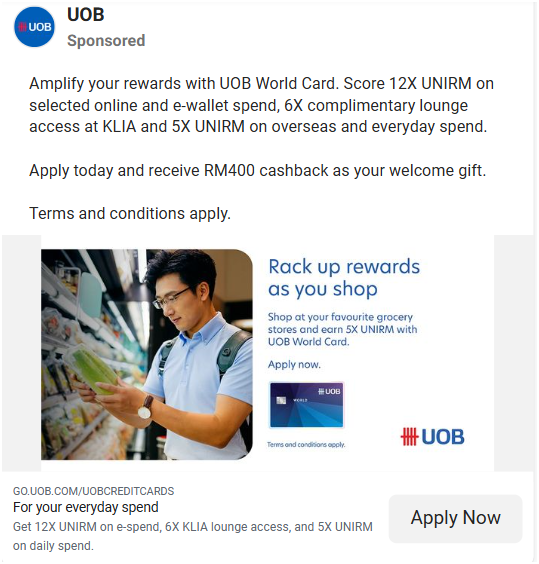 UOB
UOB
Sponsored
Amplify your rewards with UOB World Card. Score 12X UNIRM on
selected online and e-wallet spend, 6X complimentary lounge
access at KLIA and 5X UNIRM on overseas and everyday spend.
Apply today and receive RM400 cashback as your welcome gift.
Terms and conditions apply.
Rack up rewards
as you shop
Shop at your favourite grocery
stores and earn 5X UNIRM with
UOB World Card.
Apply now.
UOB
WORLD
Terms and conditions apply.
UOB
GO.UOB.COM/UOBCREDITCARDS
For your everyday spend
Get 12X UNIRM on e-spend, 6X KLIA lounge access, and 5X UNIRM
on daily spend.
Apply Now